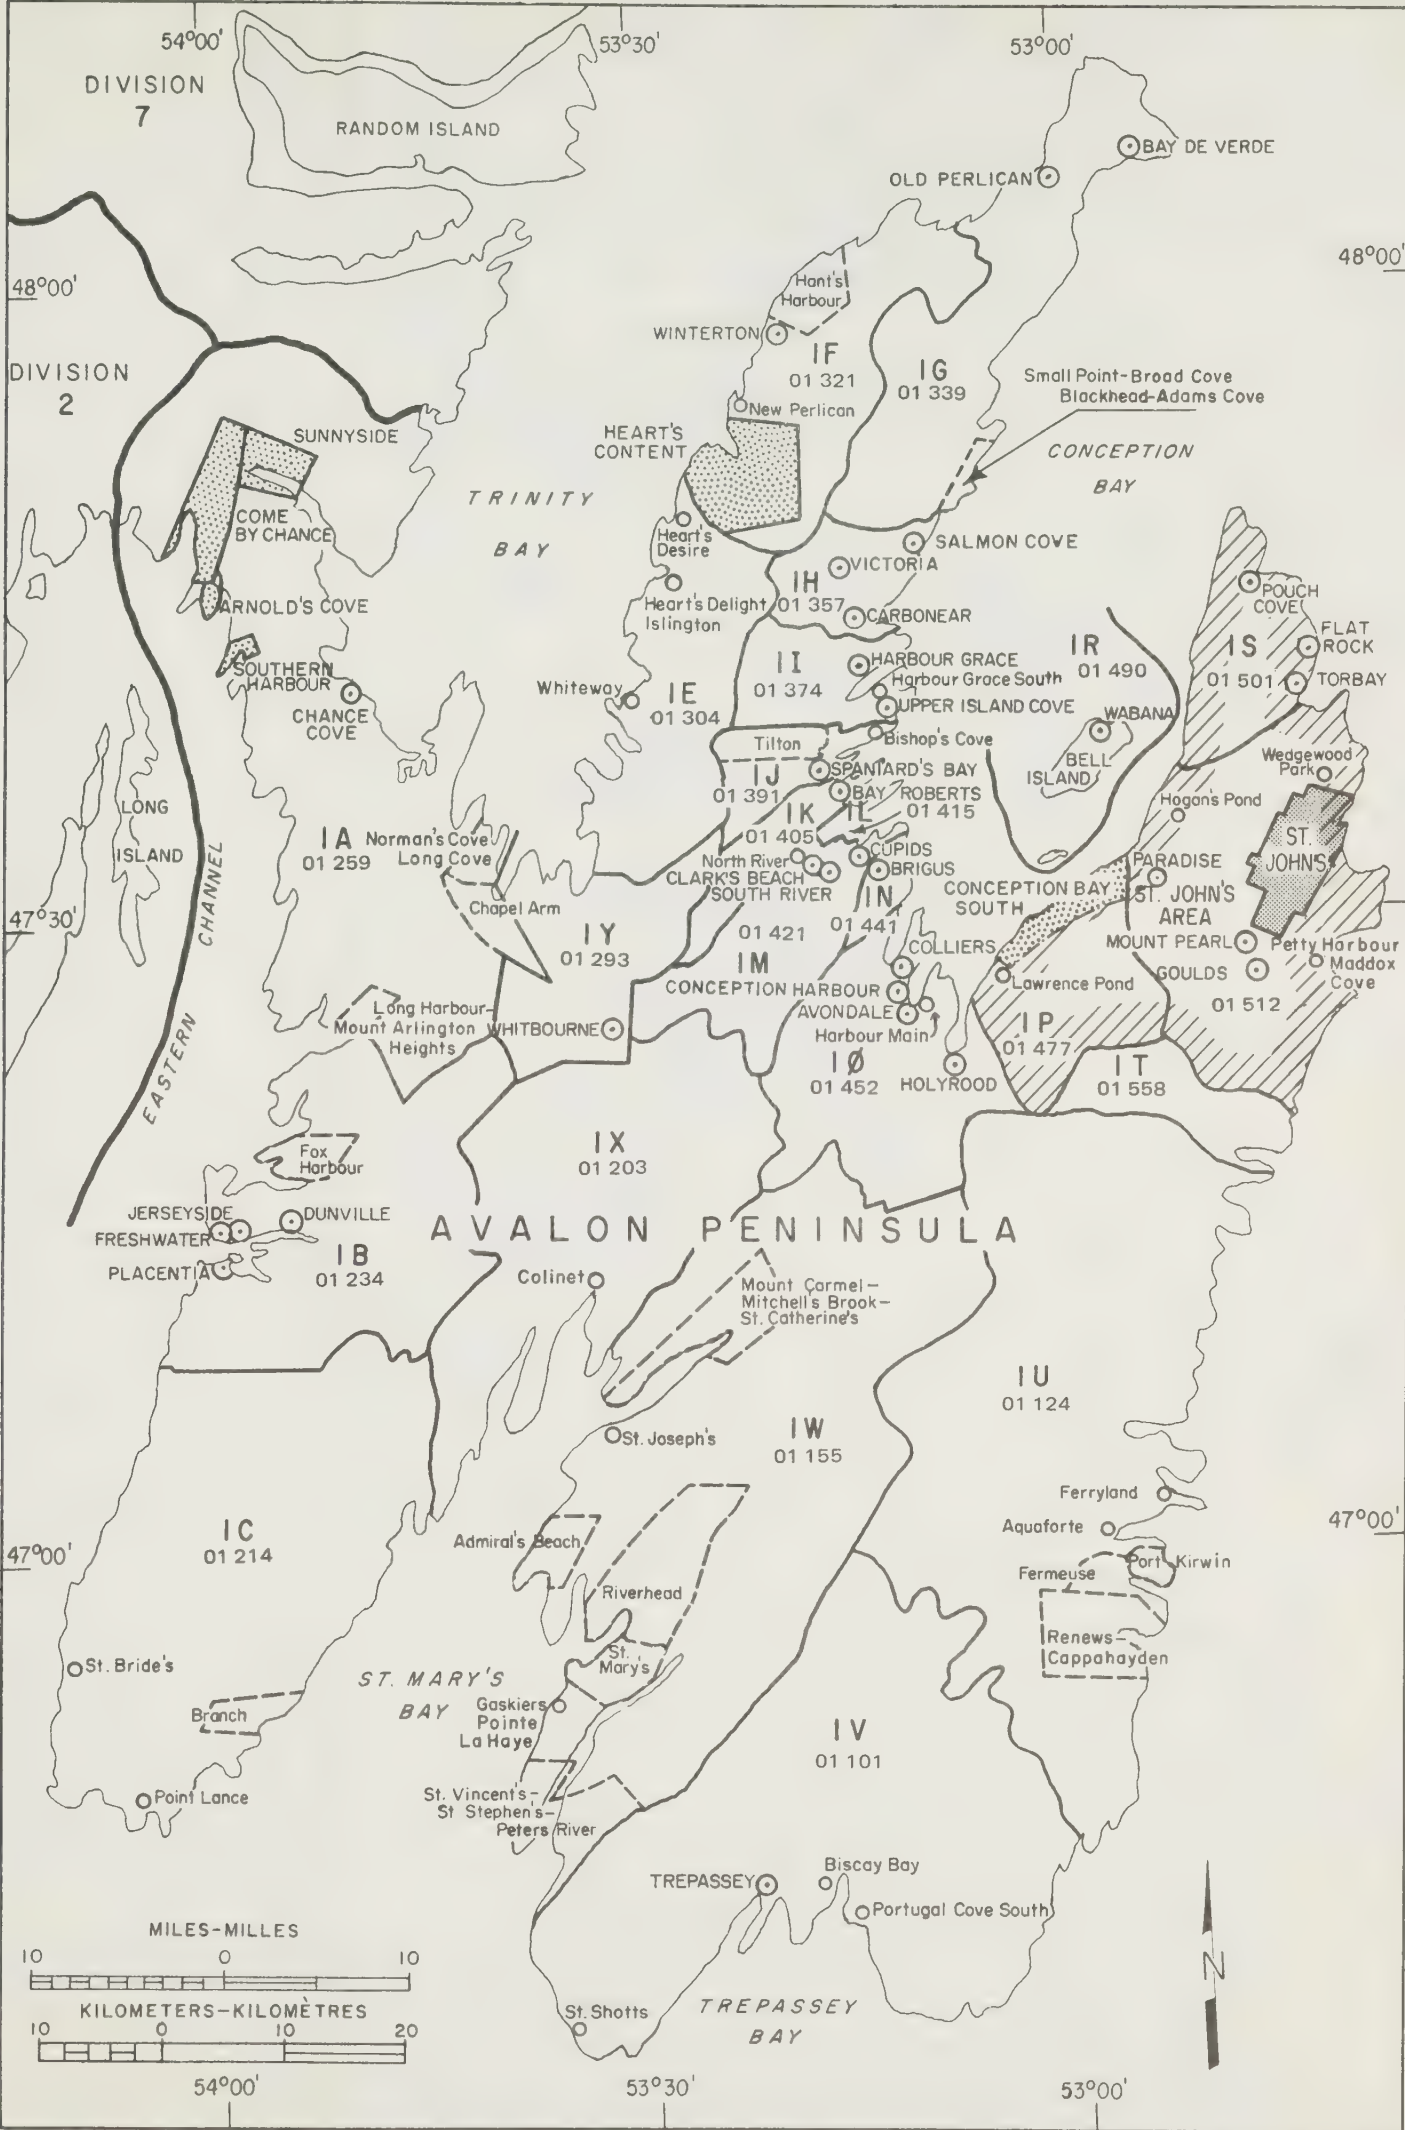 54°00'
53°30'
53°00'
DIVISION
7
RANDOM ISLAND
BAY DE VERDE
OLD PERLICAN
48°00'
48°00'
Hant's
Harbour
WINTERTON
IF
01 321
IG
01 339
DIVISION
2
Small Point-Broad Cove
Blackhead-Adams Cove
New Perlican
SUNNYSIDE
HEART'S
CONTENT
CONCEPTION
BAY
TRINITY
BAY
COME
BY CHANCE
Heart's
Desire
SALMON COVE
VICTORIA
IH
01 357
POUCH
COVE
ARNOLD'S COVE
Heart's Delight
Islington
CARBONEAR
FLAT
ROCK
IR
01 490
IS
01 501
TORBAY
SOUTHERN
HARBOUR
II
01 374
HARBOUR GRACE
Harbour Grace South
Whiteway
IE
01 304
UPPER ISLAND COVE
WABANA
CHANCE
COVE
Tilton
Bishop's Cove
BELL
ISLAND
Wedgewood
Park
IJ
01 391
SPANIARD'S BAY
BAY ROBERTS
IL
01 415
Hogan's Pond
LONG
ISLAND
IA
01 259
Norman's Cove
Long Cove
IK
01 405
ST.
JOHN'S
CUPIDS
North River
CLARK'S BEACH
SOUTH RIVER
BRIGUS
PARADISE
CONCEPTION BAY
SOUTH
ST. JOHN'S
AREA
Chapel Arm
IN
01 441
47°30'
EASTERN CHANNEL
IY
01 293
01 421
IM
COLLIERS
MOUNT PEARL
Petty Harbour
Maddox
Cove
GOULDS
01 512
CONCEPTION HARBOUR
Lawrence Pond
Long Harbour-
Mount Arlington
Heights
WHITBOURNE
AVONDALE
Harbour Main
IP
01 477
IØ
01 452
HOLYROOD
IT
01 558
Fox
Harbour
IX
01 203
JERSEYSIDE
DUNVILLE
FRESHWATER
AVALON PENINSULA
PLACENTIA
IB
01 234
Colinet
Mount Carmel-
Mitchell's Brook-
St. Catherine's
IU
01 124
St. Joseph's
IW
01 155
Ferryland
Aquaforte
47°00'
IC
01 214
Admiral's Beach
47°00'
Port Kirwin
Fermeuse
Riverhead
Renews-
Cappahayden
St.
Mary's
St. Bride's
ST. MARY'S
BAY
Branch
Gaskiers
Pointe
La Haye
IV
01 101
Point Lance
St. Vincent's-
St Stephen's-
Peters River
TREPASSEY
Biscay Bay
Portugal Cove South
MILES-MILLES
10 0 10
KILOMETERS-KILOMÈTRES
10 0 10 20
St. Shotts
TREPASSEY
BAY
N
54°00'
53°30'
53°00'